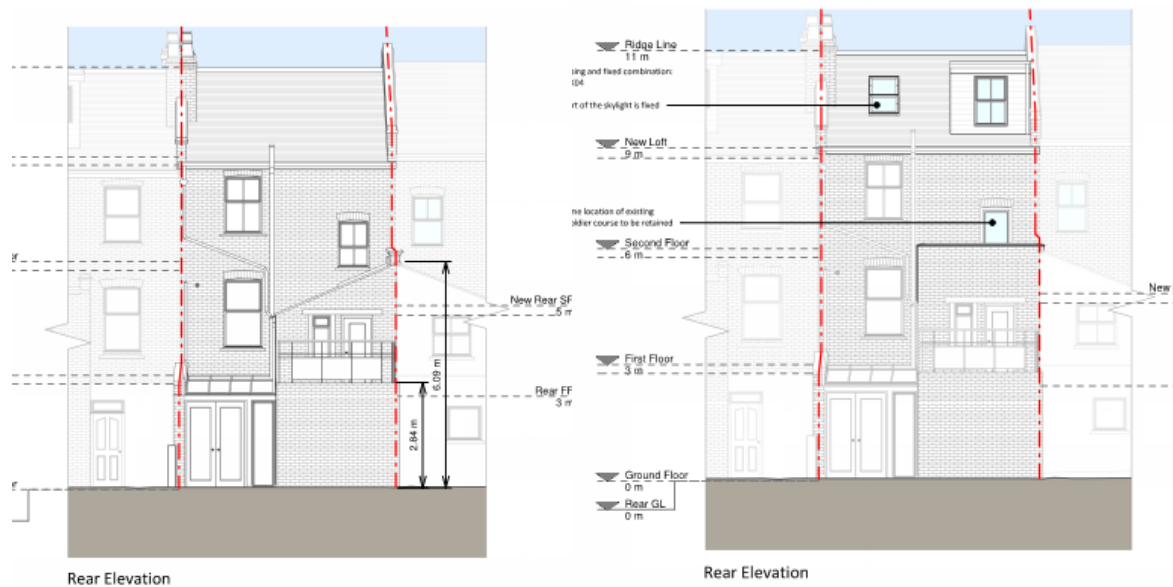 New Rear SF
5 m
6.09 m
Rear FF
3 m
2.84 m
Rear Elevation
Ridge Line
11 m
sing and fixed combination:
rt of the skylight is fixed
New Loft
9 m
ne location of existing
oldier course to be retained
Second Floor
6 m
New
First Floor
3 m
Ground Floor
0 m
Rear GL
0 m
Rear Elevation